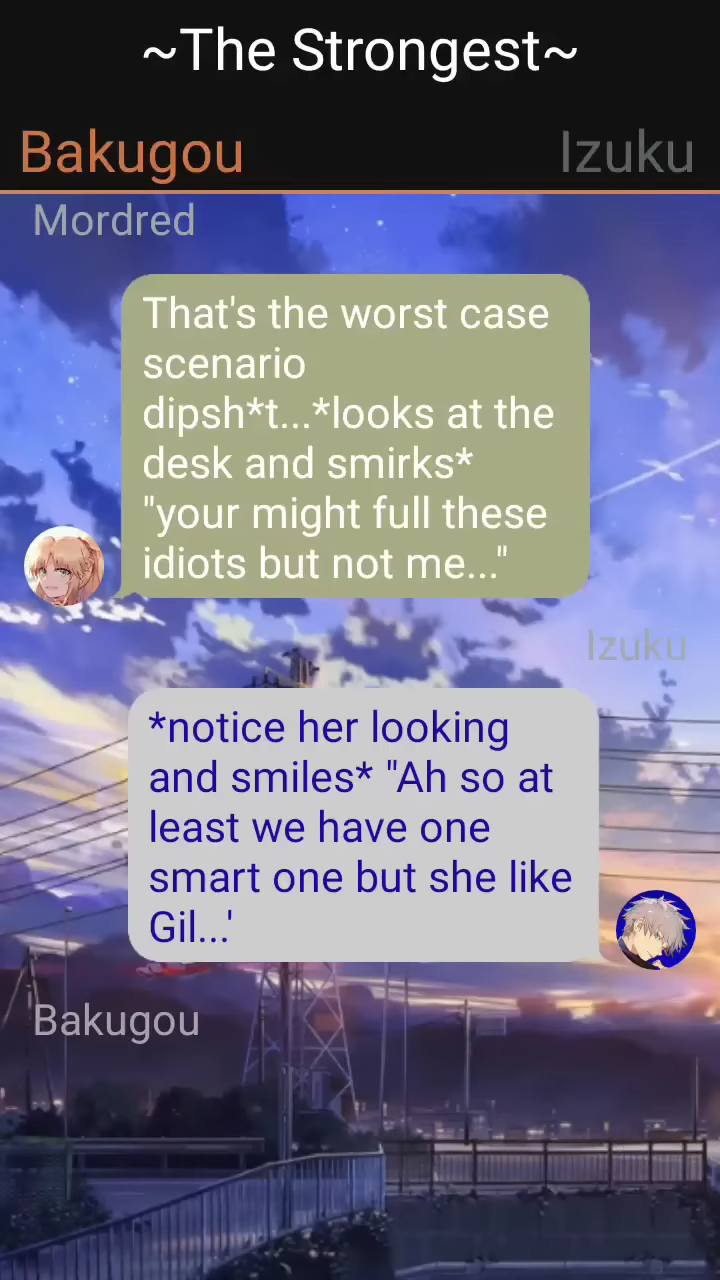 ~The Strongest~
Bakugou Izuku
Mordred
That's the worst case
scenario
dipsh*t...*looks at the
desk and smirks*
"your might full these
idiots but not me..."
Izuku
*notice her looking
and smiles* "Ah so at
least we have one
smart one but she like
Gil...'
Bakugou